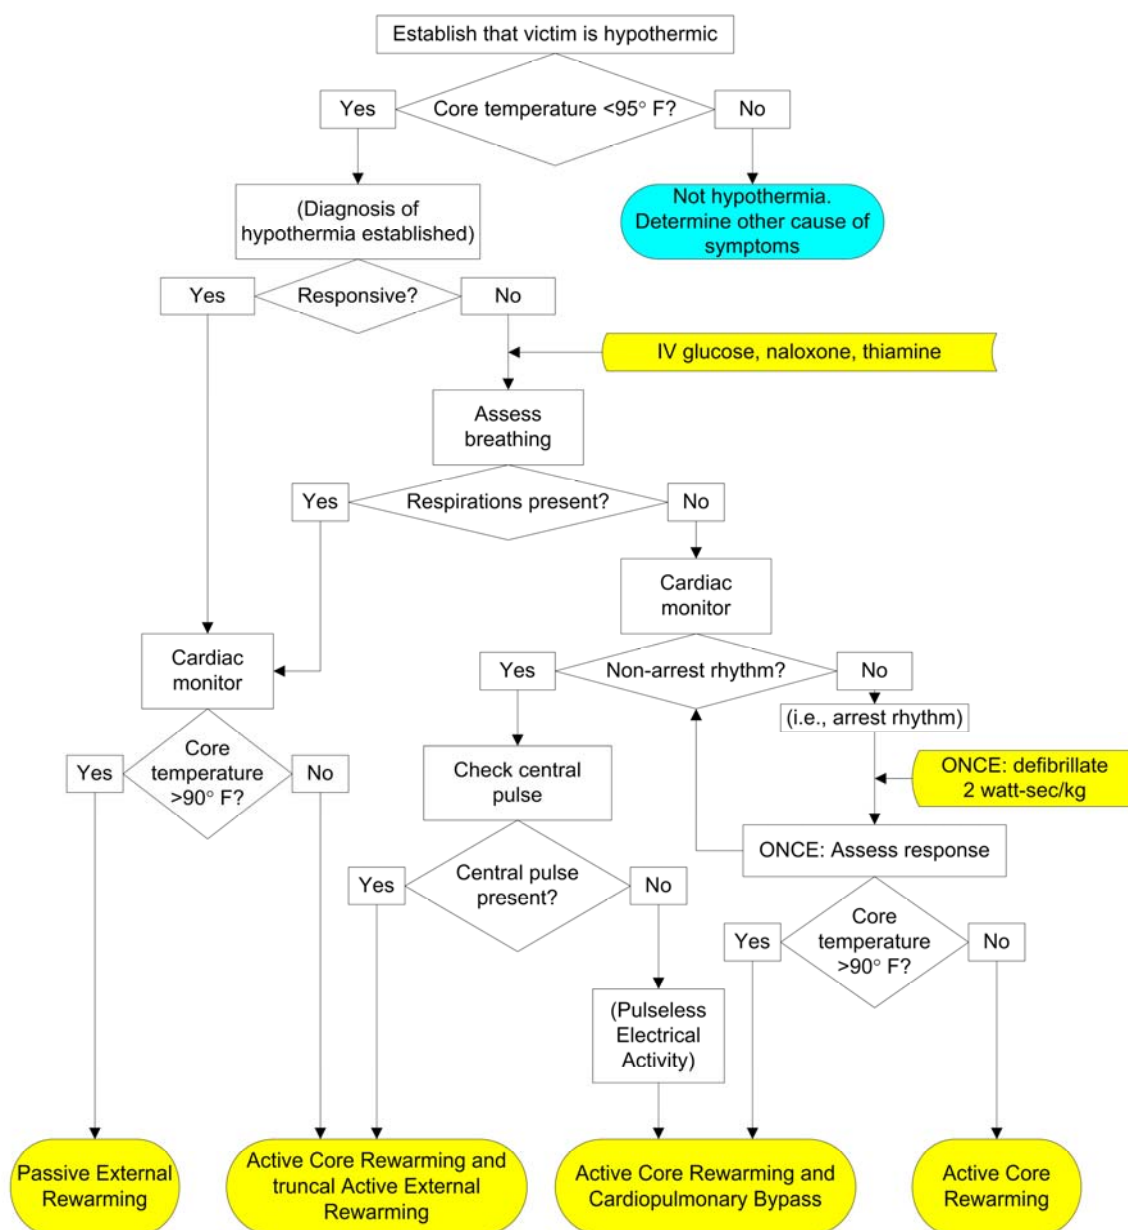 Establish that victim is hypothermic
Yes
Core temperature <95° F?
No
(Diagnosis of
hypothermia established)
Not hypothermia.
Determine other cause of
symptoms
Yes
Responsive?
No
IV glucose, naloxone, thiamine
Assess
breathing
Yes
Respirations present?
No
Cardiac
monitor
Cardiac
monitor
Yes
Non-arrest rhythm?
No
(i.e., arrest rhythm)
Yes
Core
temperature
>90° F?
No
Check central
pulse
ONCE: defibrillate
2 watt-sec/kg
ONCE: Assess response
Yes
Central pulse
present?
No
Yes
Core
temperature
>90° F?
No
(Pulseless
Electrical
Activity)
Passive External
Rewarming
Active Core Rewarming and
truncal Active External
Rewarming
Active Core Rewarming and
Cardiopulmonary Bypass
Active Core
Rewarming